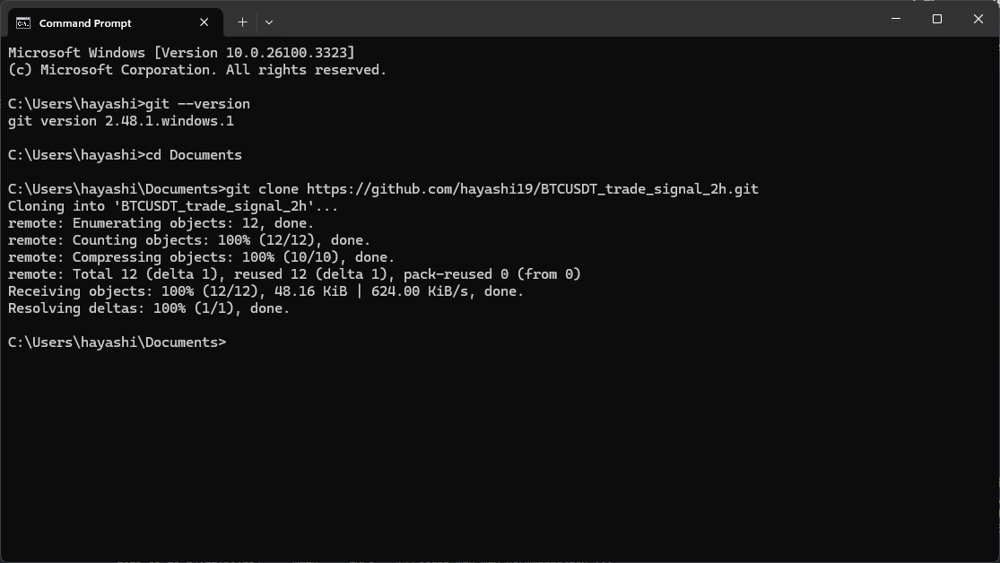 Command Prompt
Microsoft Windows [Version 10.0.26100.3323]
(c) Microsoft Corporation. All rights reserved.
C:\Users\hayashi>git --version
git version 2.48.1.windows.1
C:\Users\hayashi>cd Documents
C:\Users\hayashi\Documents>git clone https://github.com/hayashi19/BTCUSDT_trade_signal_2h.git
Cloning into 'BTCUSDT_trade_signal_2h'...
remote: Enumerating objects: 12, done.
remote: Counting objects: 100% (12/12), done.
remote: Compressing objects: 100% (10/10), done.
remote: Total 12 (delta 1), reused 12 (delta 1), pack-reused 0 (from 0)
Receiving objects: 100% (12/12), 48.16 KiB | 624.00 KiB/s, done.
Resolving deltas: 100% (1/1), done.
C:\Users\hayashi\Documents>